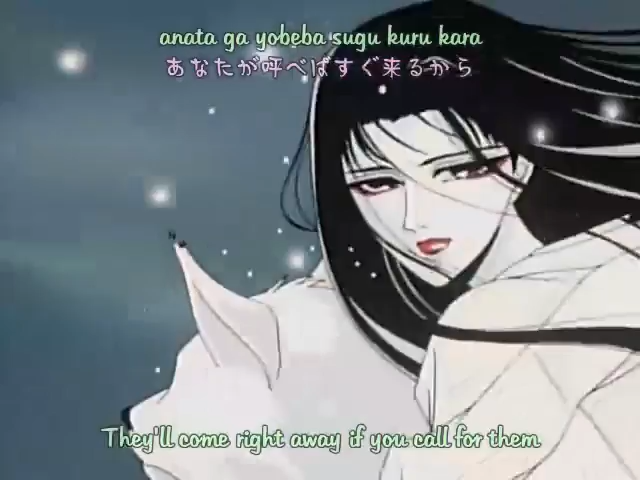 anata ga yobeba sugu kuru kara
あなたが呼べばすぐ来るから
They'll come right away if you call for them